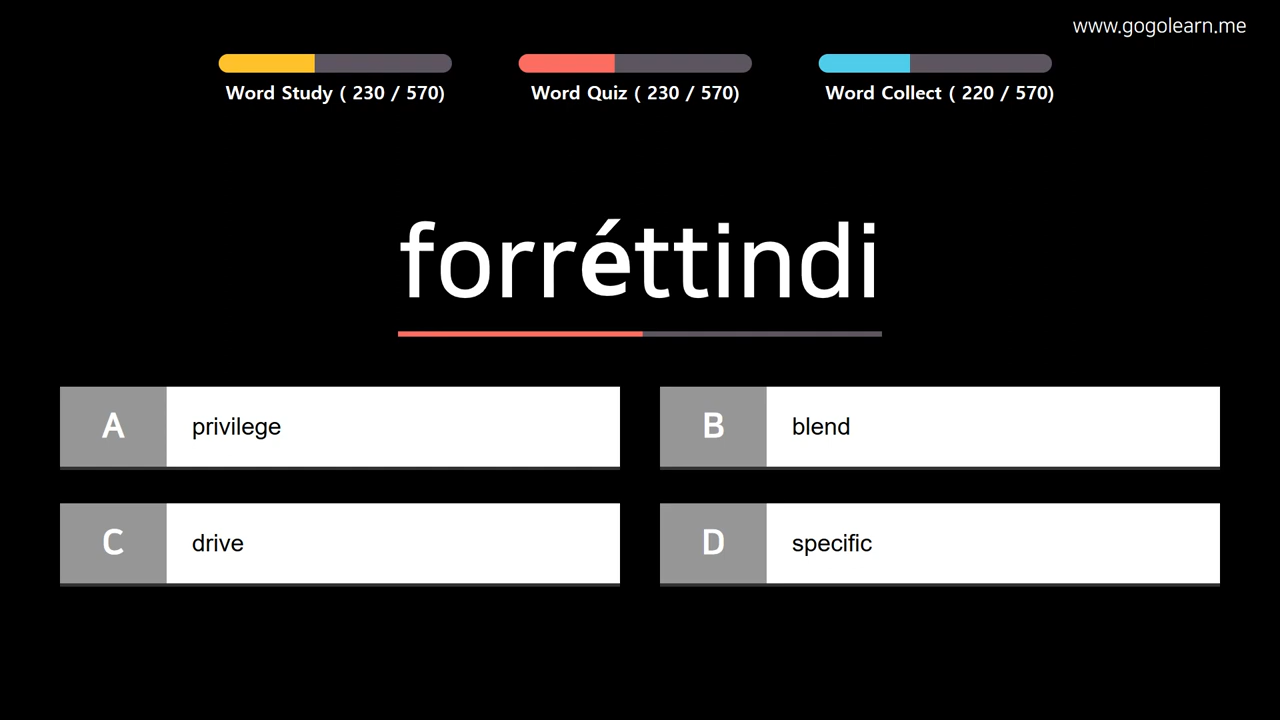 www.gogolearn.me
Word Study ( 230 / 570)
Word Quiz ( 230 / 570)
Word Collect ( 220 / 570)
forréttindi
A privilege
B blend
C drive
D specific